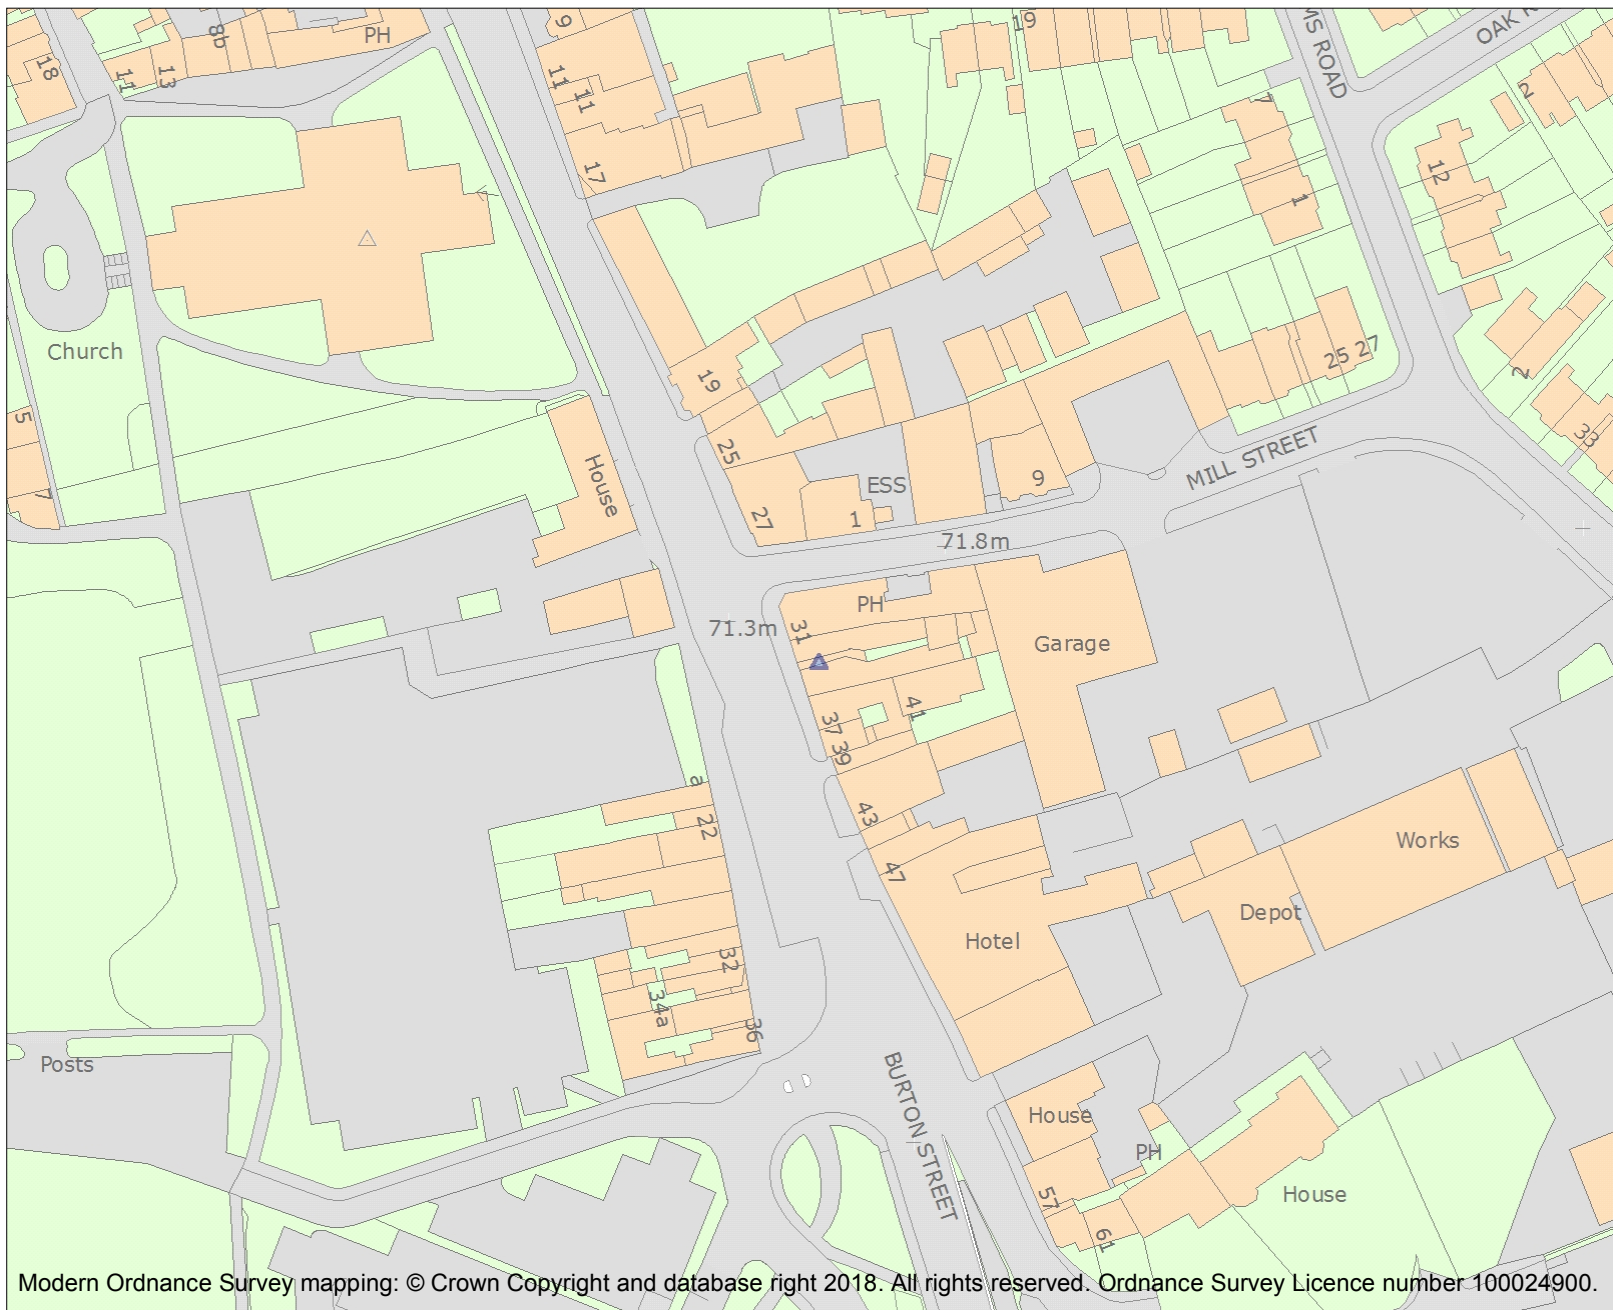 9
19
MS ROAD
OAK R
8b
PH
18
11
13
11
11
2
7
17
12
1
Church
25 27
19
2
5
25
33
House
MILL STREET
9
ESS
7
27
1
71.8m
PH
71.3m
31
Garage
41
37
39
a
43
22
Works
47
Depot
Hotel
32
34a
36
Posts
BURTON STREET
House
PH
57
House
61
Modern Ordnance Survey mapping: © Crown Copyright and database right 2018. All rights reserved. Ordnance Survey Licence number 100024900.